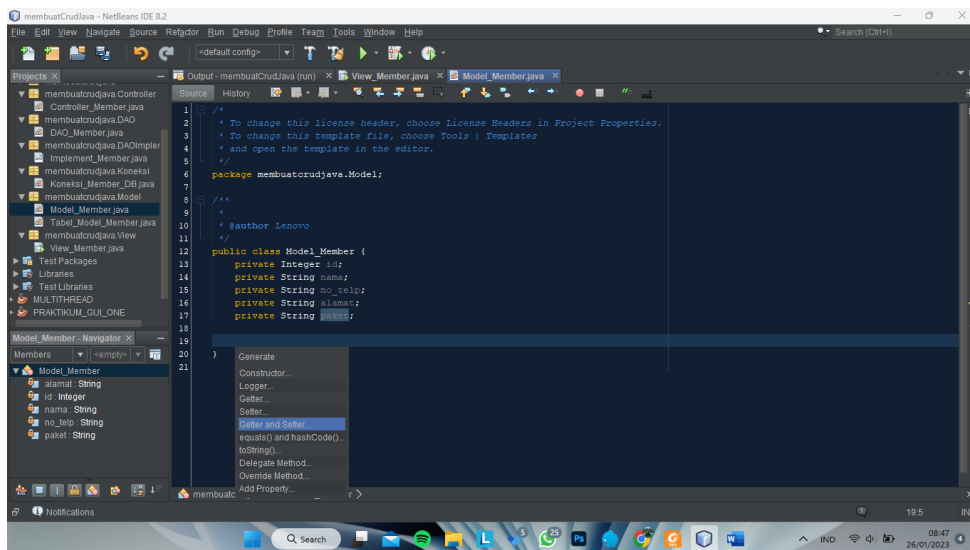 membuatCrudJava - NetBeans IDE 8.2
File Edit View Navigate Source Refactor Run Debug Profile Team Tools Window Help
Search (Ctrl+I)
<default config>
Projects ×
Output - membuatCrudJava (run) × View_Member.java × Model_Member.java ×
Source History
membuatcrudjava.Controller
Controller_Member.java
membuatcrudjava.DAO
DAO_Member.java
membuatcrudjava.DAOImpler
Implement_Member.java
membuatcrudjava.Koneksi
Koneksi_Member_DB.java
membuatcrudjava.Model
Model_Member.java
Tabel_Model_Member.java
membuatcrudjava.View
View_Member.java
Test Packages
Libraries
Test Libraries
MULTITHREAD
PRAKTIKUM_GUI_ONE
1 /*
2 * To change this license header, choose License Headers in Project Properties.
3 * To change this template file, choose Tools | Templates
4 * and open the template in the editor.
5 */
6 package membuatcrudjava.Model;
7
8 /**
9 *
10 * @author Lenovo
11 */
12 public class Model_Member {
13 private Integer id;
14 private String nama;
15 private String no_telp;
16 private String alamat;
17 private String paket;
18
19
20 }
21
Model_Member - Navigator ×
Members <empty>
Model_Member
alamat : String
id : Integer
nama : String
no_telp : String
paket : String
Generate
Constructor...
Logger...
Getter...
Setter...
Getter and Setter...
equals() and hashCode()...
toString()...
Delegate Method...
Override Method...
Add Property...
membuatc
Notifications
1
19:5
IN
Search
L
5
25
Ps
G
W
IND
08:47
26/01/2023
4